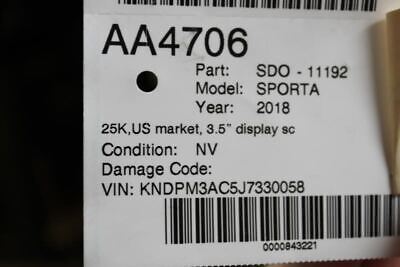 AA4706
Part: SDO - 11192
Model: SPORTA
Year: 2018
25K,US market, 3.5" display sc
Condition: NV
Damage Code:
VIN: KNDPM3AC5J7330058
0000843221